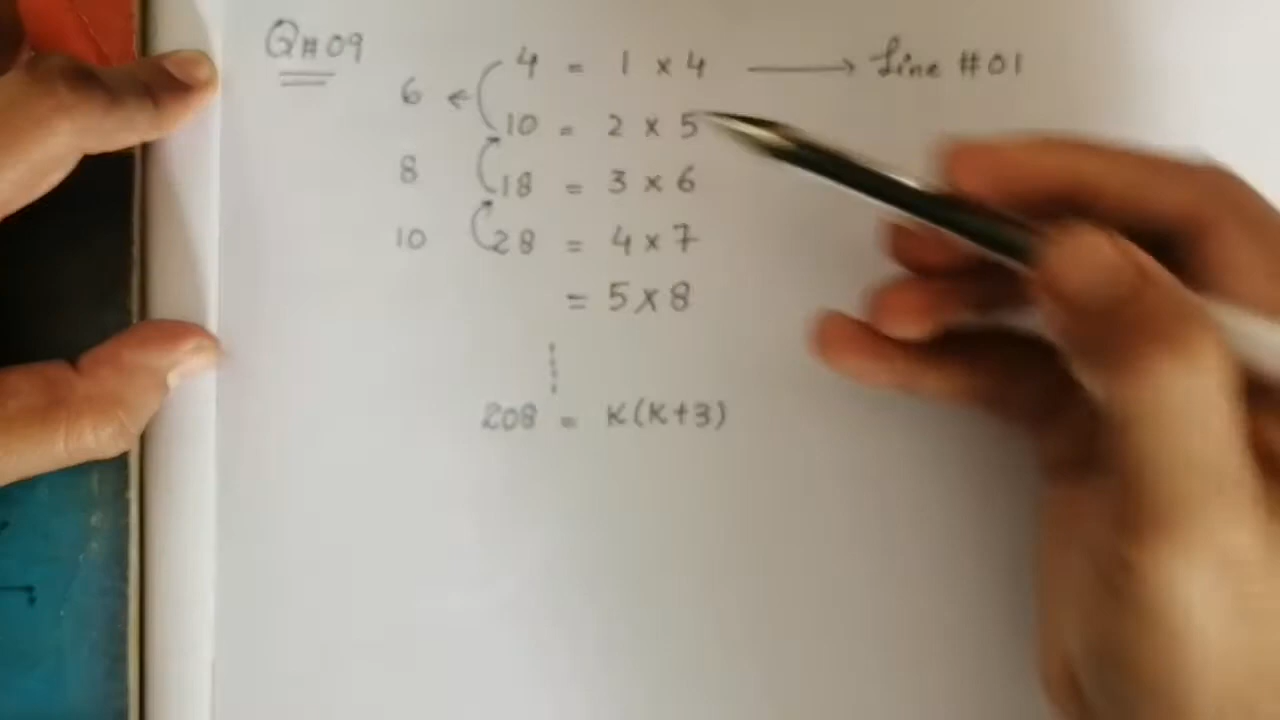 Q#09
4 = 1 × 4 → Line #01
6 ← 10 = 2 × 5
8 18 = 3 × 6
10 28 = 4 × 7
= 5 × 8
208 = K(K+3)